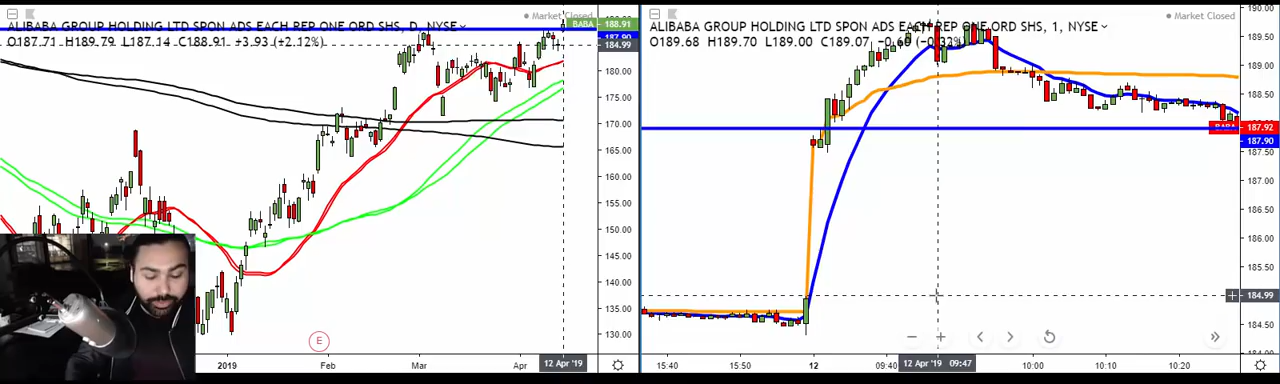 ALIBABA GROUP HOLDING LTD SPON ADS EACH REP ONE ORD SHS, D, NYSE
Market Closed
O187.71 H189.79 L187.14 C188.91 +3.93 (+2.12%)
BABA 188.91
187.90
184.99
180.00
175.00
170.00
165.00
160.00
155.00
150.00
145.00
140.00
135.00
130.00
E
2019 Feb Mar Apr 12 Apr '19
ALIBABA GROUP HOLDING LTD SPON ADS EACH REP ONE ORD SHS, 1, NYSE
Market Closed
O189.68 H189.70 L189.00 C189.07
190.00
189.50
189.00
188.50
BABA 187.92
187.90
187.50
187.00
186.50
186.00
185.50
184.99
184.50
15:40 15:50 12 09:40 12 Apr '19 09:47 10:00 10:10 10:20